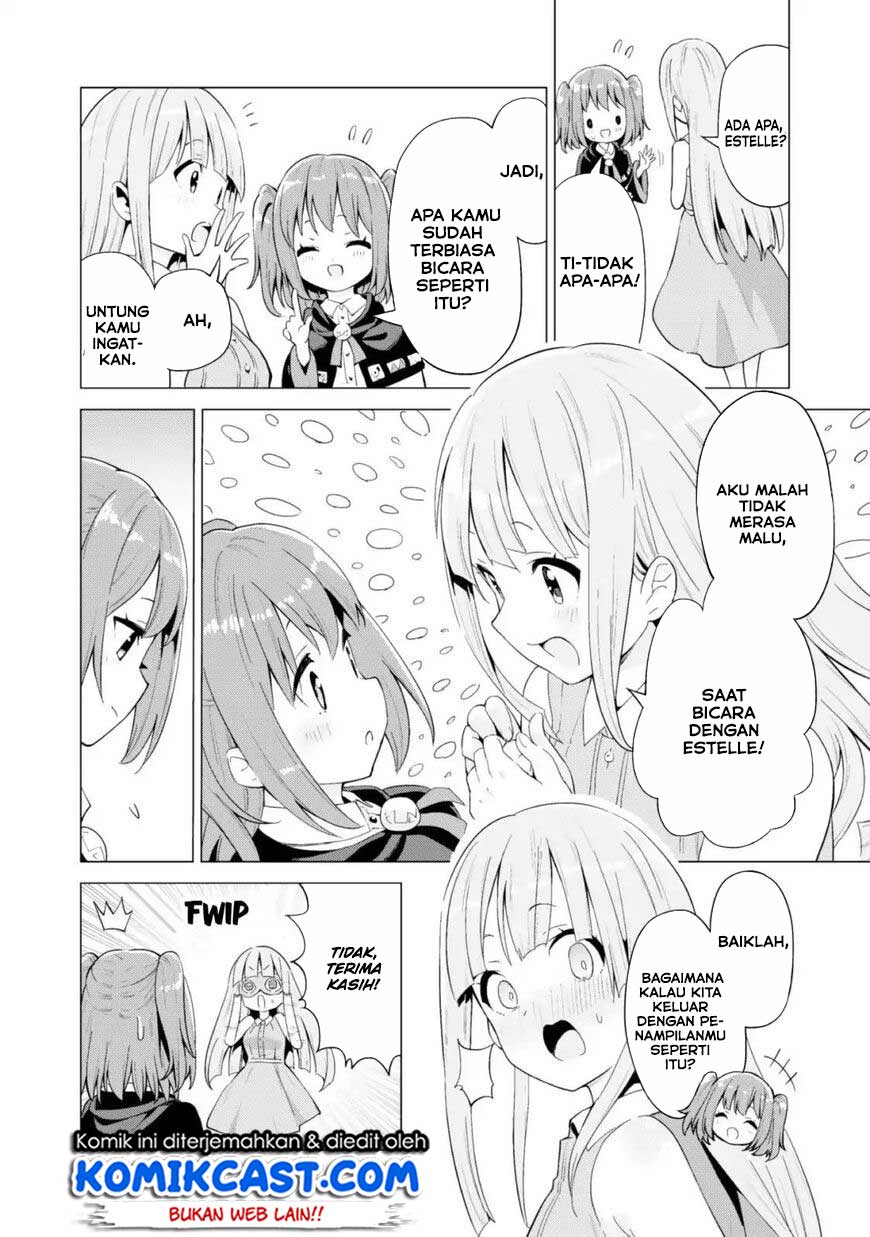 ADA APA,
ESTELLE?
TI-TIDAK
APA-APA!
JADI,
APA KAMU
SUDAH
TERBIASA
BICARA
SEPERTI
ITU?
AH,
UNTUNG
KAMU
INGAT-
KAN.
AKU MALAH
TIDAK
MERASA
MALU,
SAAT
BICARA
DENGAN
ESTELLE!
BAIKLAH,
BAGAIMANA
KALAU KITA
KELUAR
DENGAN PE-
NAMPILANMU
SEPERTI
ITU?
FWIP
TIDAK,
TERIMA
KASIH!
Komik ini diterjemahkan & diedit oleh
KOMIKCAST.COM
BUKAN WEB LAIN!!